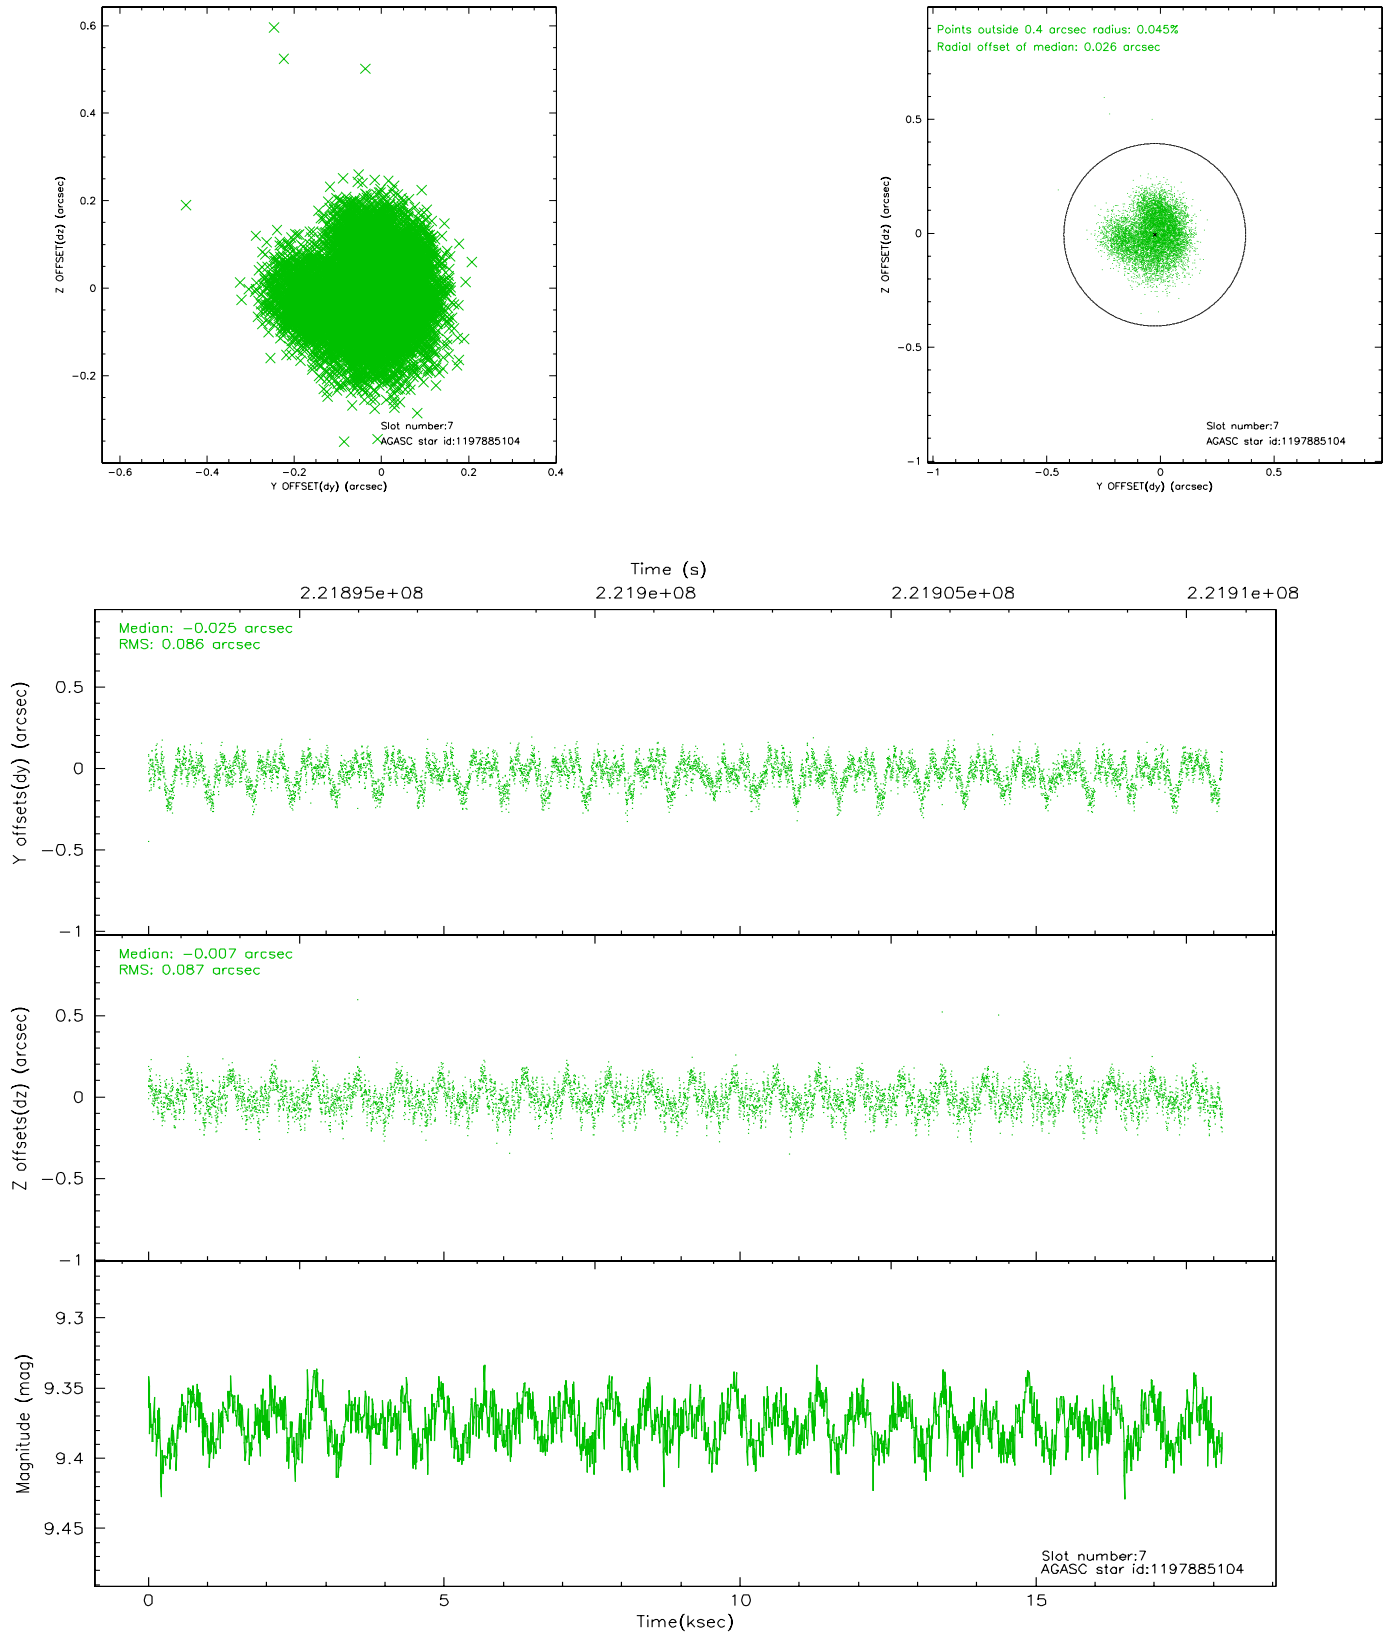 0.6
0.4
0.2
0
−0.2
Z OFFSET(dz) (arcsec)
Slot number:7
AGASC star id:1197885104
−0.6
−0.4
−0.2
0
0.2
0.4
Y OFFSET(dy) (arcsec)
Points outside 0.4 arcsec radius: 0.045%
Radial offset of median: 0.026 arcsec
0.5
0
−0.5
−1
Z OFFSET(dz) (arcsec)
Slot number:7
AGASC star id:1197885104
−1
−0.5
0
0.5
Y OFFSET(dy) (arcsec)
Time (s)
2.21895e+08
2.219e+08
2.21905e+08
2.2191e+08
Median: −0.025 arcsec
RMS: 0.086 arcsec
0.5
0
−0.5
−1
Y offsets(dy) (arcsec)
Median: −0.007 arcsec
RMS: 0.087 arcsec
0.5
0
−0.5
−1
Z offsets(dz) (arcsec)
9.3
9.35
9.4
9.45
Magnitude (mag)
Slot number:7
AGASC star id:1197885104
0
5
10
15
Time(ksec)